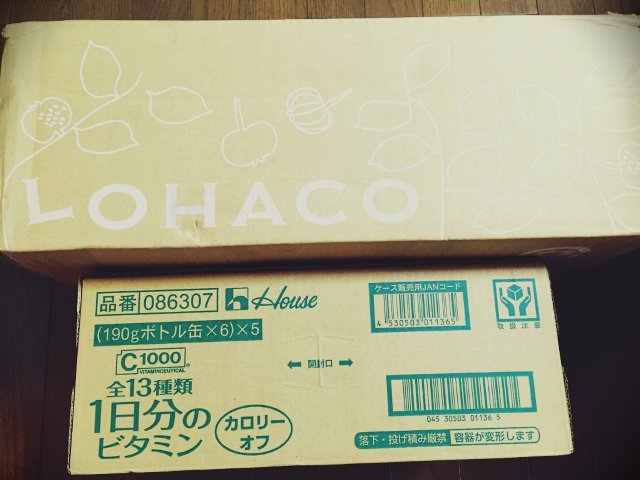 LOHACO
品番 086307 House
(190gボトル缶×6)×5
C1000
VITAMINCEUTICAL
全13種類
1日分の
ビタミン
カロリー
オフ
開封口
ケース販売用JANコード
4 530503 011365
取扱注意
045 30503 01136 5
落下・投げ積み厳禁 容器が変形します